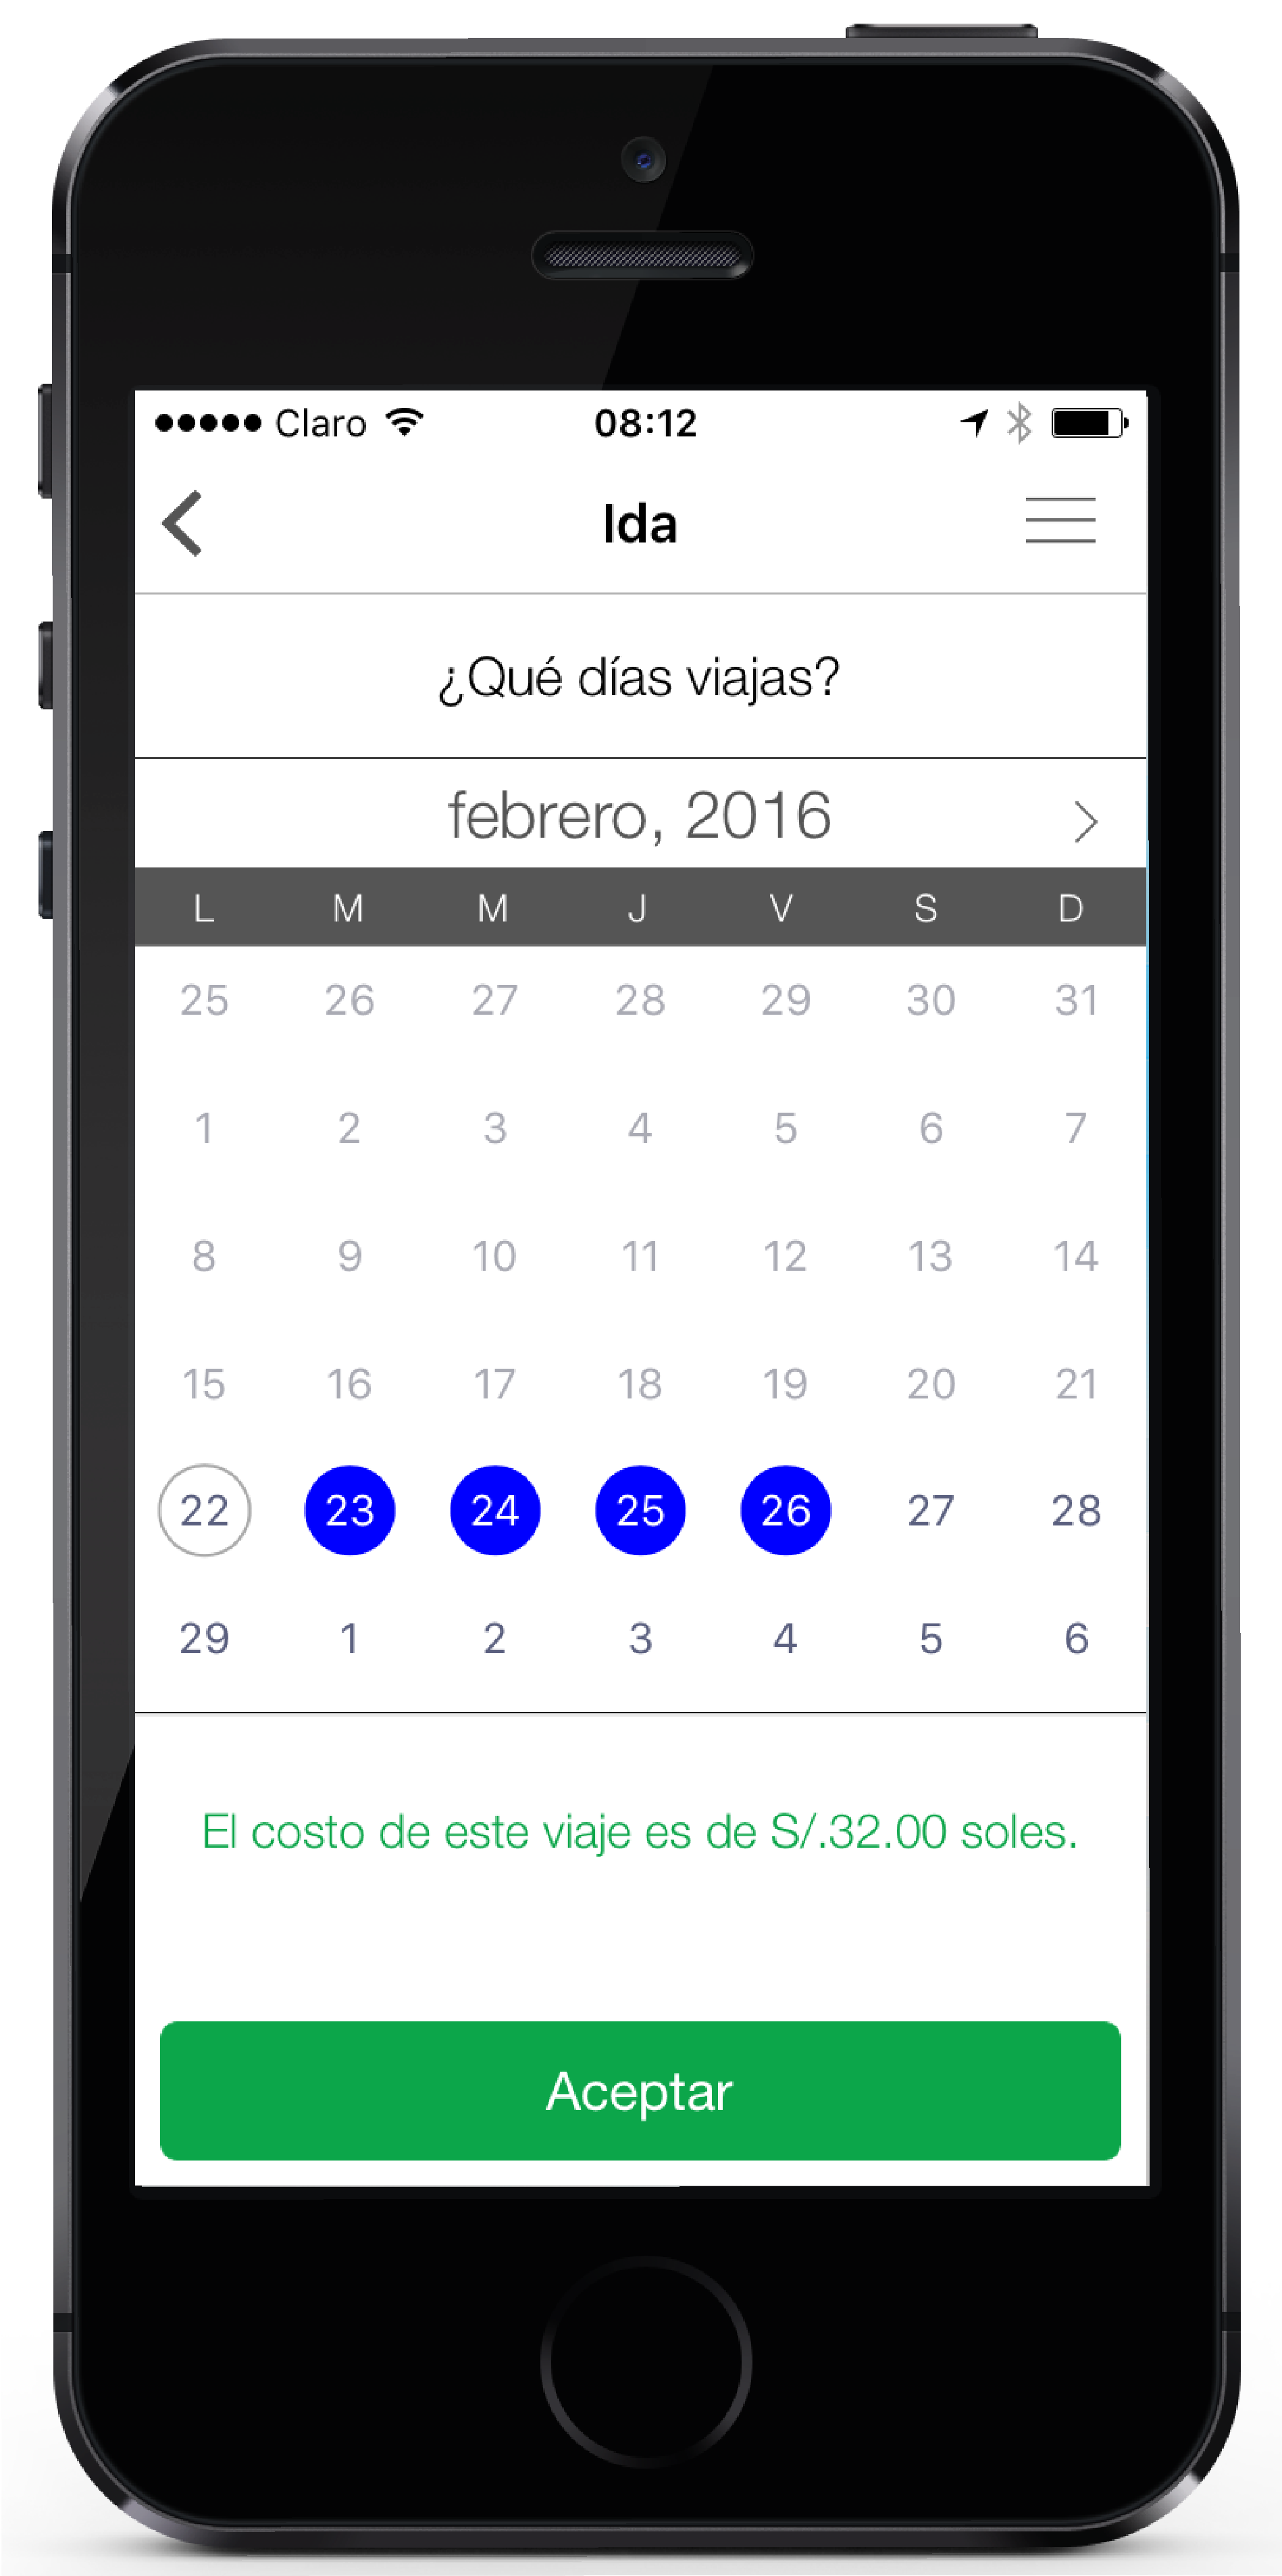 Claro 08:12
Ida
¿Qué días viajas?
febrero, 2016
L M M J V S D
25 26 27 28 29 30 31
1 2 3 4 5 6 7
8 9 10 11 12 13 14
15 16 17 18 19 20 21
22 23 24 25 26 27 28
29 1 2 3 4 5 6
El costo de este viaje es de S/.32.00 soles.
Aceptar